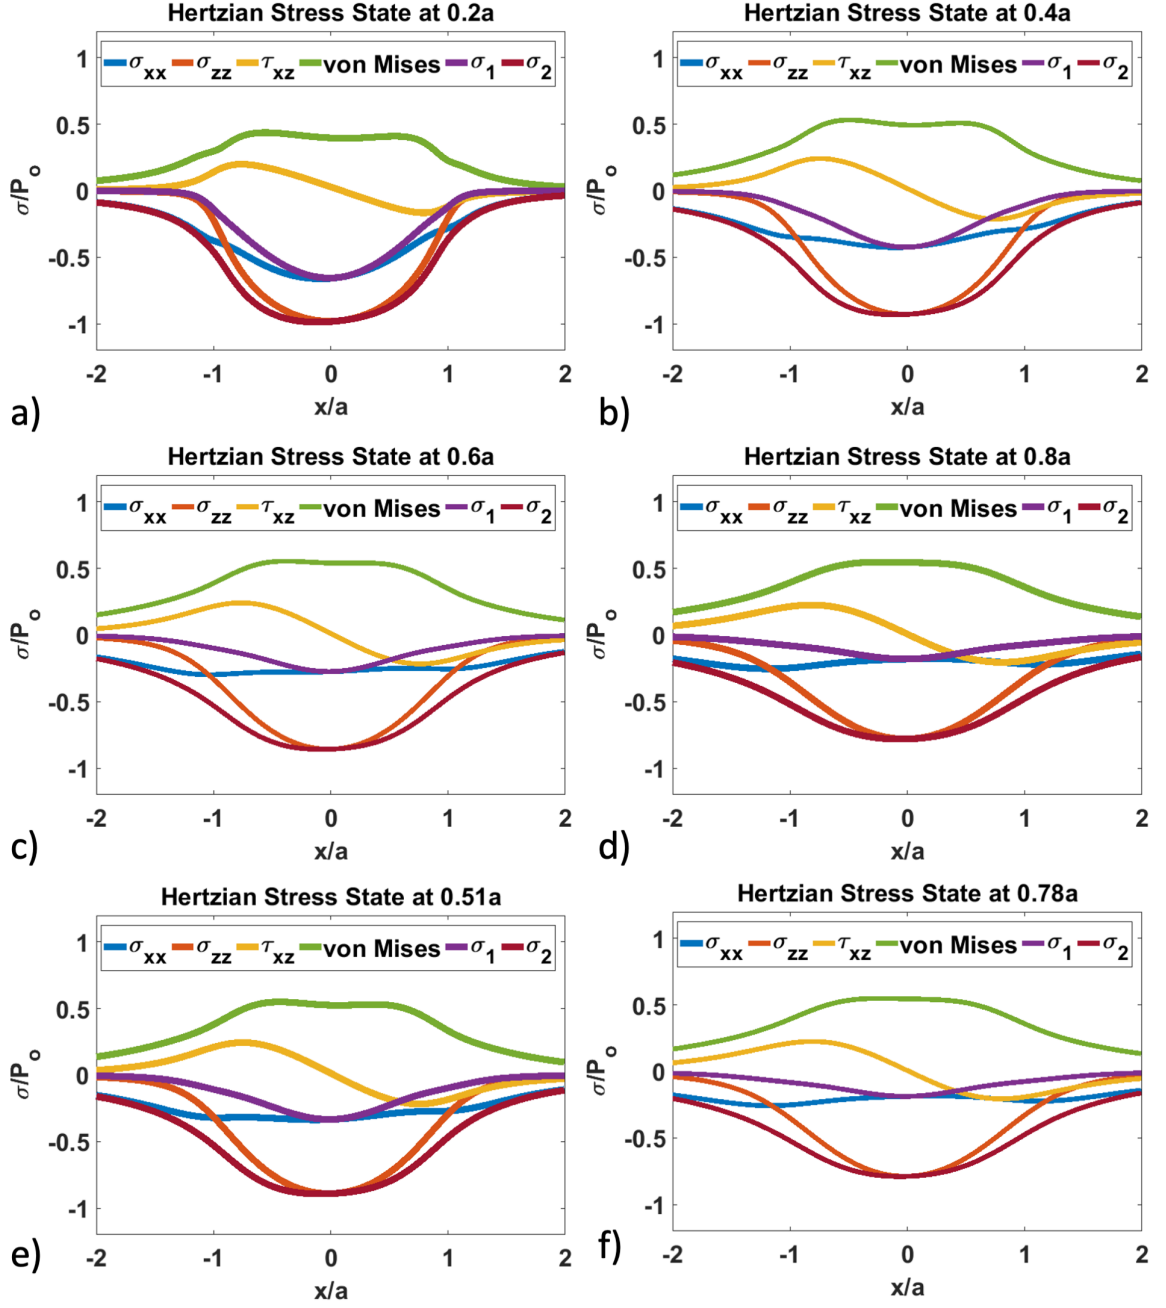 Hertzian Stress State at 0.2a
σxx σzz τxz von Mises σ1 σ2
1
0.5
0
-0.5
-1
σ/Po
-2 -1 0 1 2
x/a
a)
Hertzian Stress State at 0.4a
σxx σzz τxz von Mises σ1 σ2
1
0.5
0
-0.5
-1
σ/Po
-2 -1 0 1 2
x/a
b)
Hertzian Stress State at 0.6a
σxx σzz τxz von Mises σ1 σ2
1
0.5
0
-0.5
-1
σ/Po
-2 -1 0 1 2
x/a
c)
Hertzian Stress State at 0.8a
σxx σzz τxz von Mises σ1 σ2
1
0.5
0
-0.5
-1
σ/Po
-2 -1 0 1 2
x/a
d)
Hertzian Stress State at 0.51a
σxx σzz τxz von Mises σ1 σ2
1
0.5
0
-0.5
-1
σ/Po
-2 -1 0 1 2
x/a
e)
Hertzian Stress State at 0.78a
σxx σzz τxz von Mises σ1 σ2
1
0.5
0
-0.5
-1
σ/Po
-2 -1 0 1 2
x/a
f)